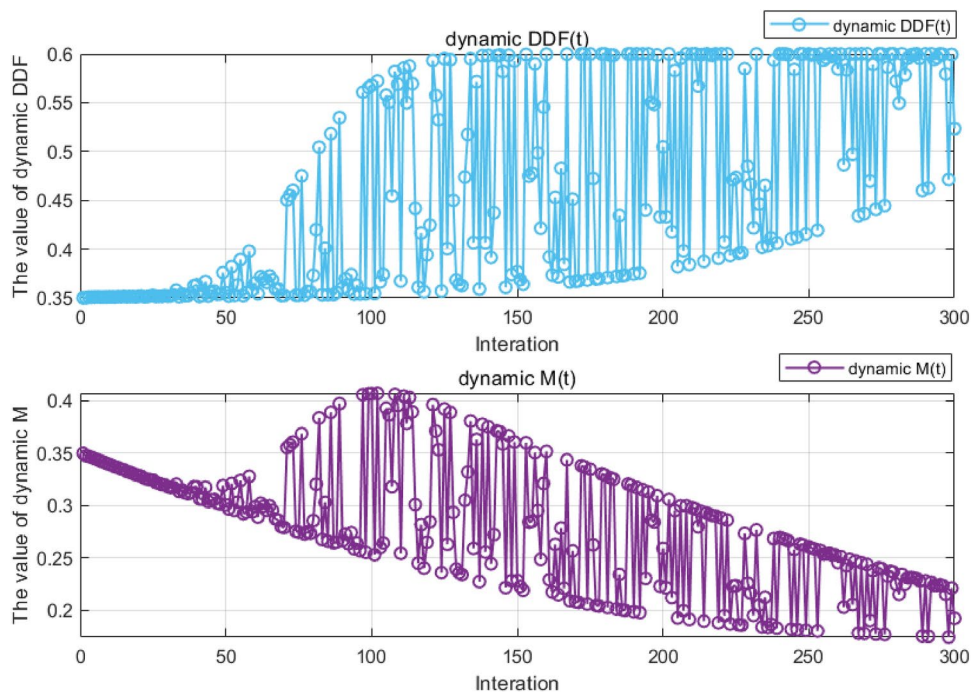 dynamic DDF(t)
dynamic DDF(t)
The value of dynamic DDF
0.6
0.55
0.5
0.45
0.4
0.35
0 50 100 150 200 250 300
Interation
dynamic M(t)
dynamic M(t)
The value of dynamic M
0.4
0.35
0.3
0.25
0.2
0 50 100 150 200 250 300
Interation